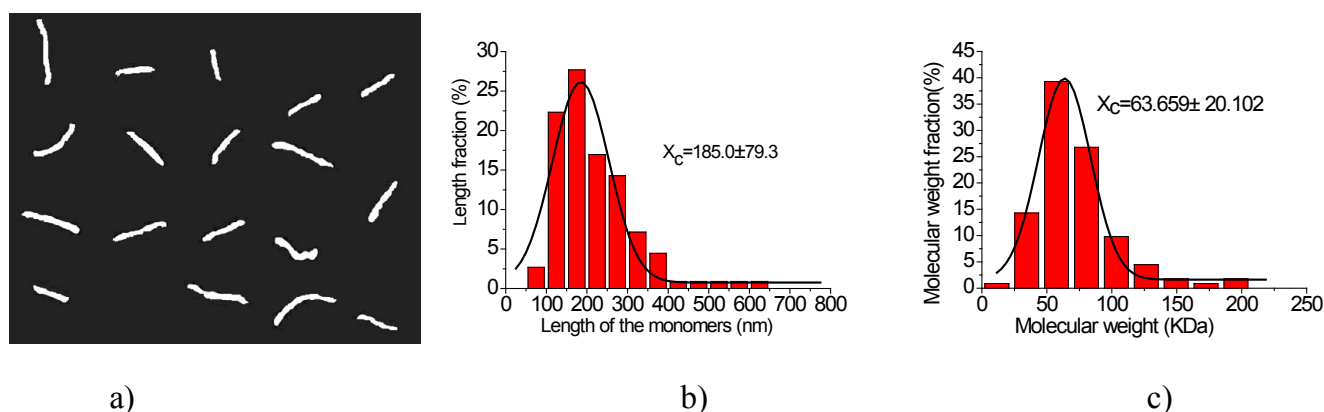 30
25
20
15
10
5
0
Length fraction (%)
X_C=185.0±79.3
0 100 200 300 400 500 600 700 800
Length of the monomers (nm)
45
40
35
30
25
20
15
10
5
0
Molecular weight fraction(%)
X_C=63.659± 20.102
0 50 100 150 200 250
Molecular weight (KDa)
a) b) c)